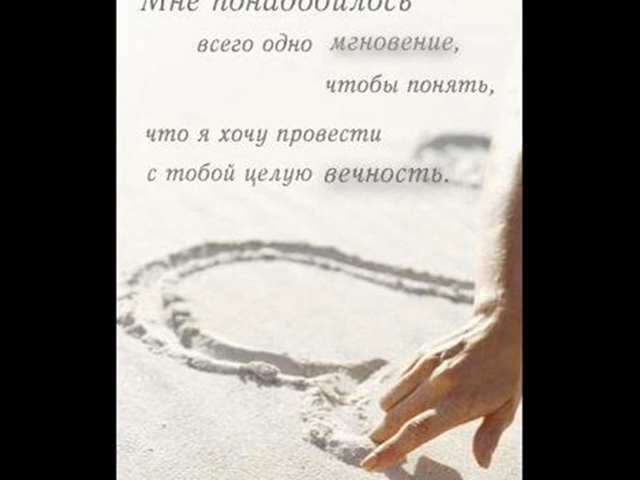 Мне понадобилось
всего одно мгновение,
чтобы понять,
что я хочу провести
с тобой целую вечность.